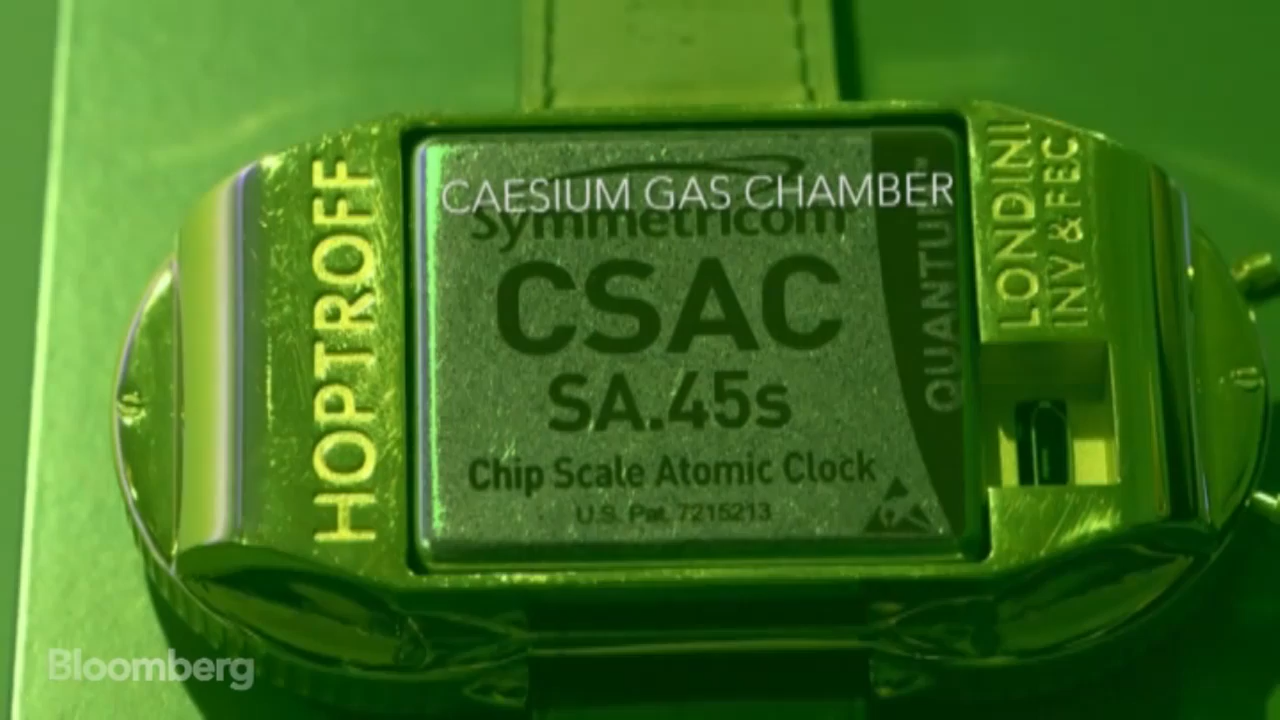 HOPTROFF
CAESIUM GAS CHAMBER
Symmetricom
CSAC
SA.45s
Chip Scale Atomic Clock
U.S. Pat. 7215213
QUANTUM
LONDINI
INV & FEC
Bloomberg